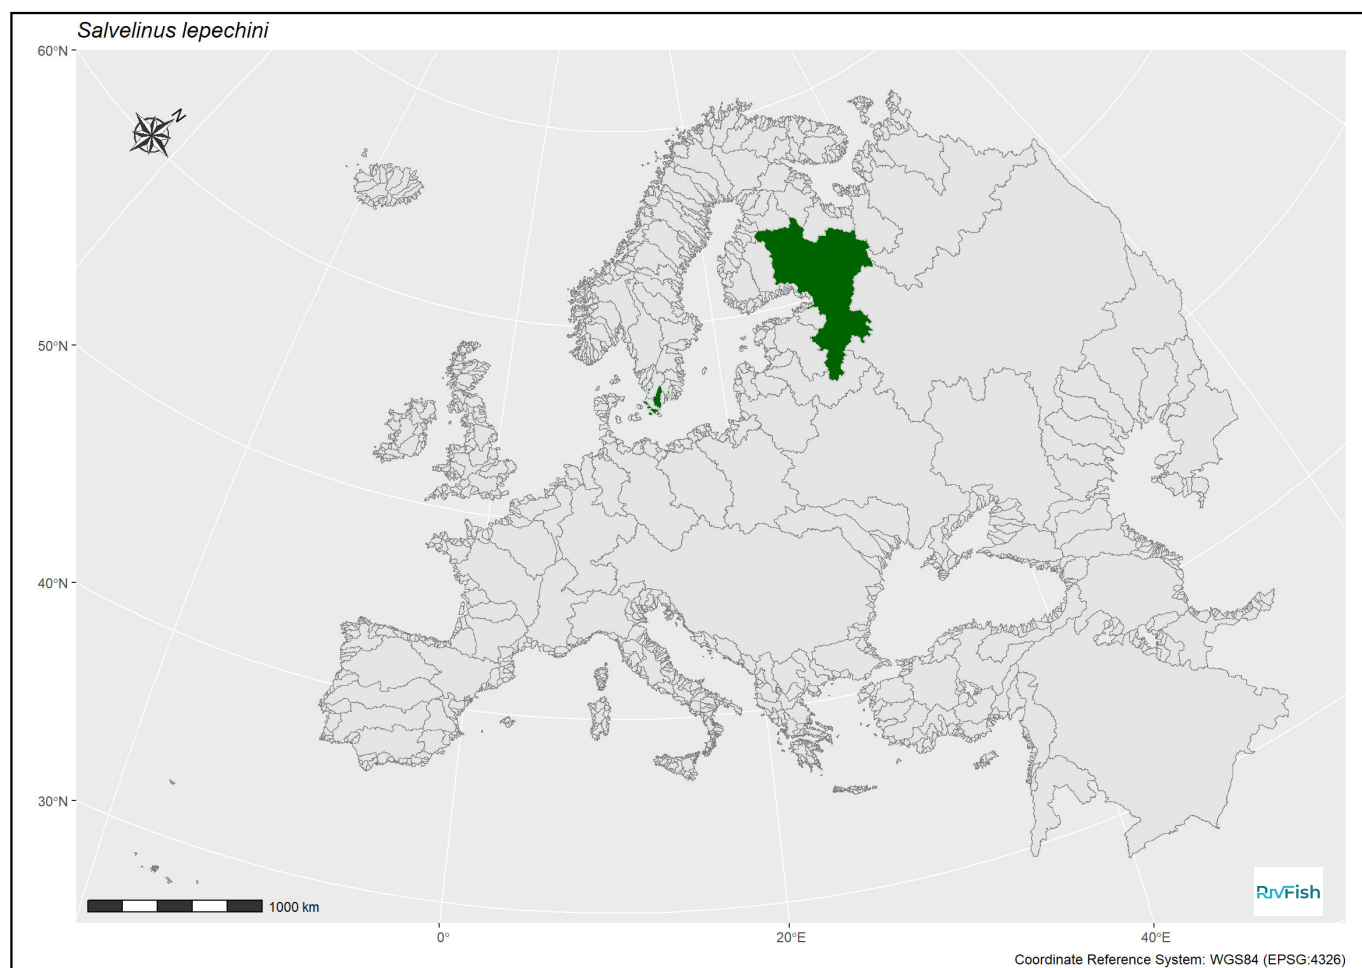 Salvelinus lepechini
60°N
N
50°N
40°N
30°N
1000 km
RIVFish
0°
20°E
40°E
Coordinate Reference System: WGS84 (EPSG:4326)